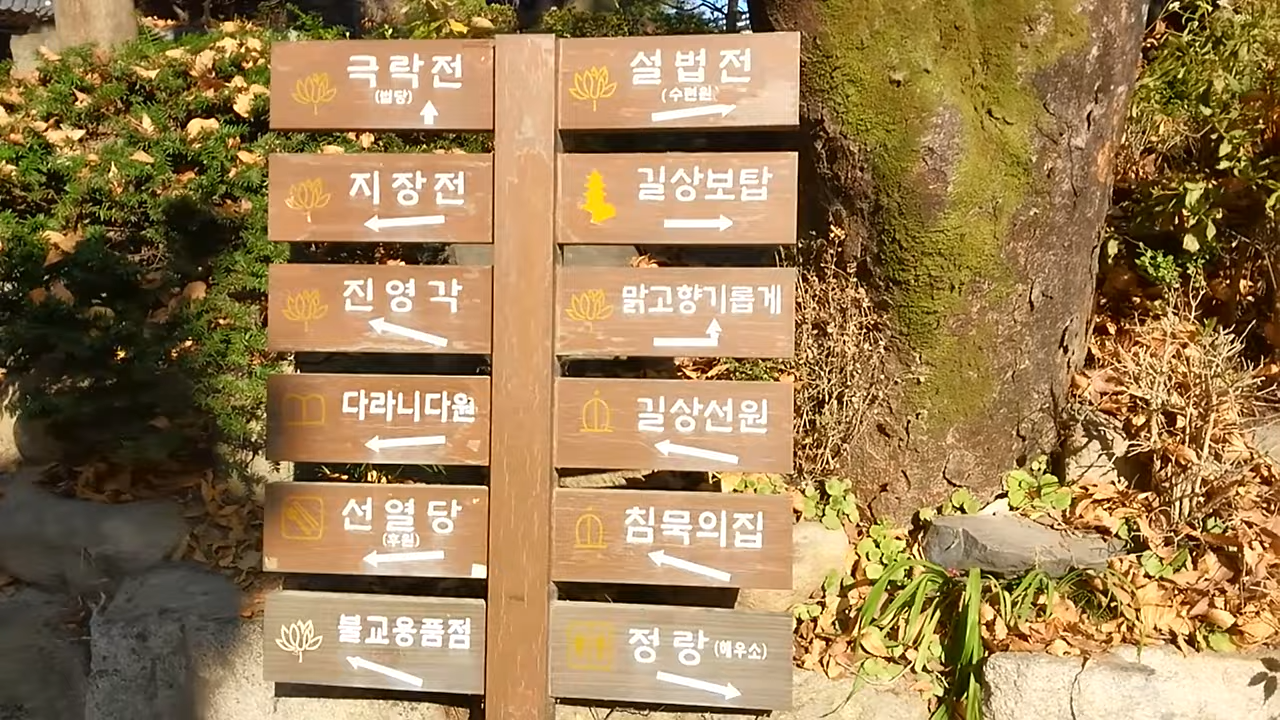 극락전
(법당)
지장전
진영각
다라니다원
선열당
(후원)
불교용품점
설법전
(수련원)
길상보탑
맑고향기롭게
길상선원
침묵의집
정랑 (해우소)